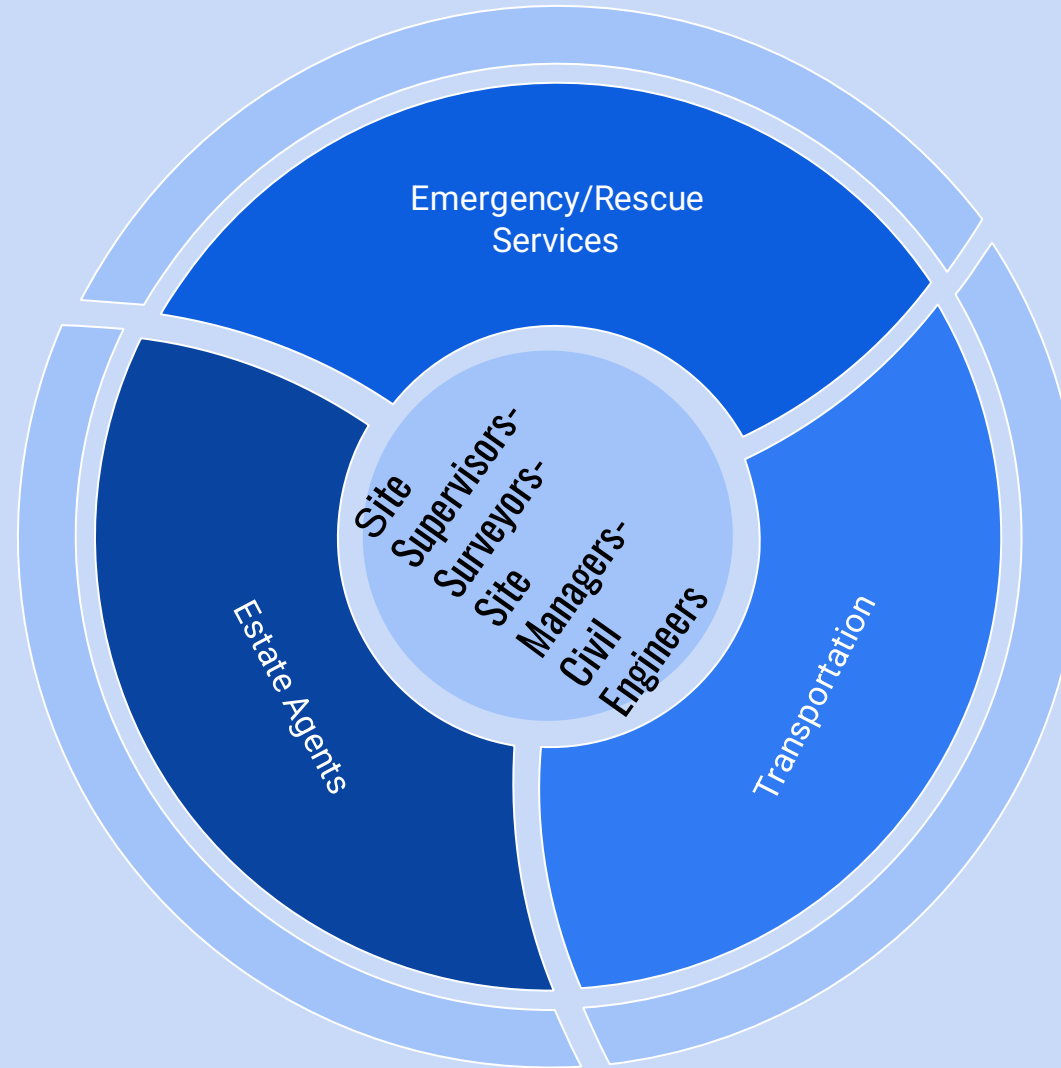 Emergency/Rescue
Services
Site
Supervisors-
Surveyors-
Site
Managers-
Civil
Engineers
Estate Agents
Transportation